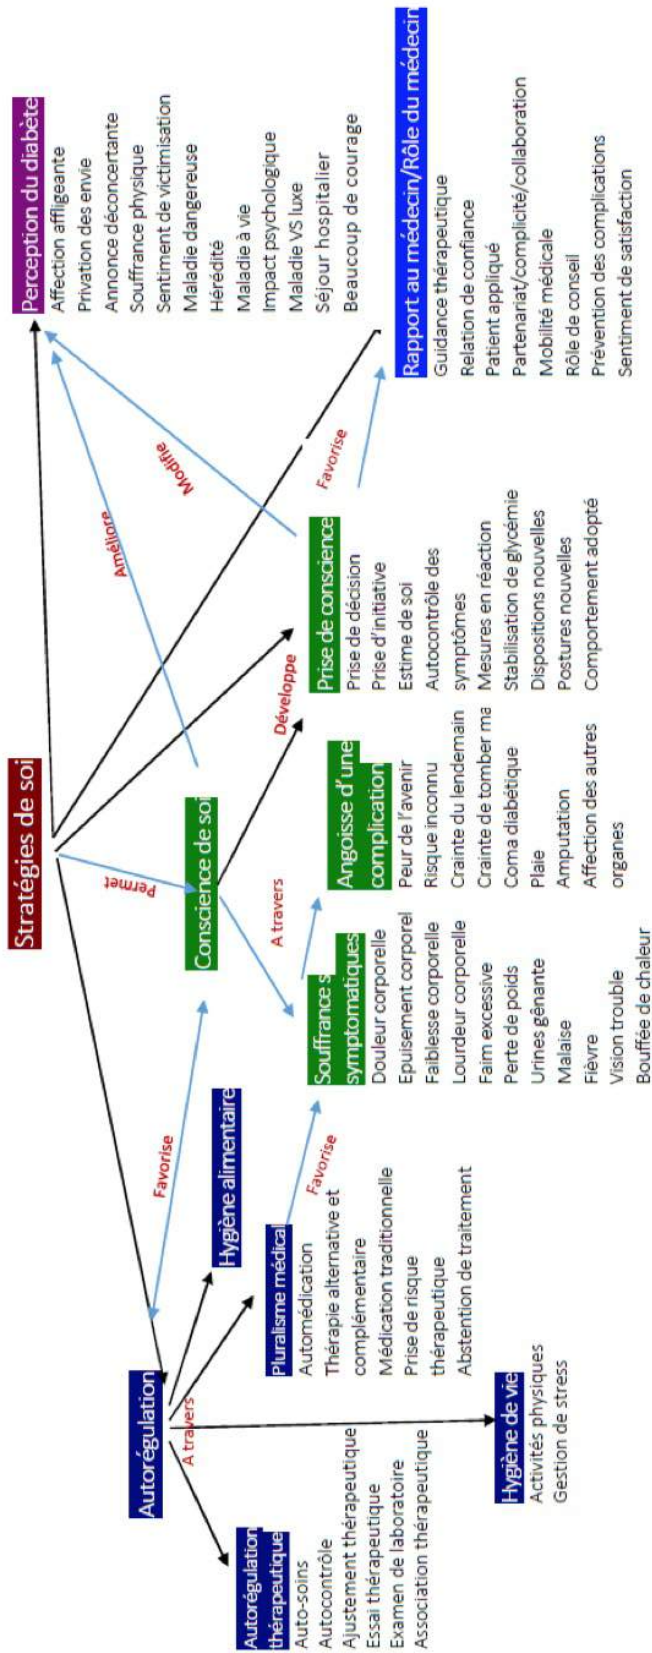 Stratégies de soi
Perception du diabète
Affection affligeante
Privation des envie
Annonce déconcertante
Souffrance physique
Sentiment de victimisation
Maladie dangereuse
Hérédité
Maladie à vie
Impact psychologique
Maladie VS luxe
Séjour hospitalier
Beaucoup de courage
Améliore
Modifie
Permet
Favorise
Autorégulation
A travers
Conscience de soi
Développe
A travers
Favorise
Hygiène alimentaire
Autorégulation
thérapeutique
Auto-soins
Autocontrôle
Ajustement thérapeutique
Essai thérapeutique
Examen de laboratoire
Association thérapeutique
Pluralisme médical
Automédication
Thérapie alternative et
complémentaire
Médication traditionnelle
Prise de risque
thérapeutique
Abstention de traitement
Favorise
Hygiène de vie
Activités physiques
Gestion de stress
Souffrance s
symptomatiques
Douleur corporelle
Epuisement corporel
Faiblesse corporelle
Lourdeur corporelle
Faim excessive
Perte de poids
Urines gênante
Malaise
Fièvre
Vision trouble
Bouffée de chaleur
Angoisse d'une
complication
Peur de l'avenir
Risque inconnu
Crainte du lendemain
Crainte de tomber ma
Coma diabétique
Plaie
Amputation
Affection des autres
organes
Prise de conscience
Prise de décision
Prise d'initiative
Estime de soi
Autocontrôle des
symptômes
Mesures en réaction
Stabilisation de glycémie
Dispositions nouvelles
Postures nouvelles
Comportement adopté
Rapport au médecin/Rôle du médecin
Guidance thérapeutique
Relation de confiance
Patient appliqué
Partenariat/complicité/collaboration
Mobilité médicale
Rôle de conseil
Prévention des complications
Sentiment de satisfaction